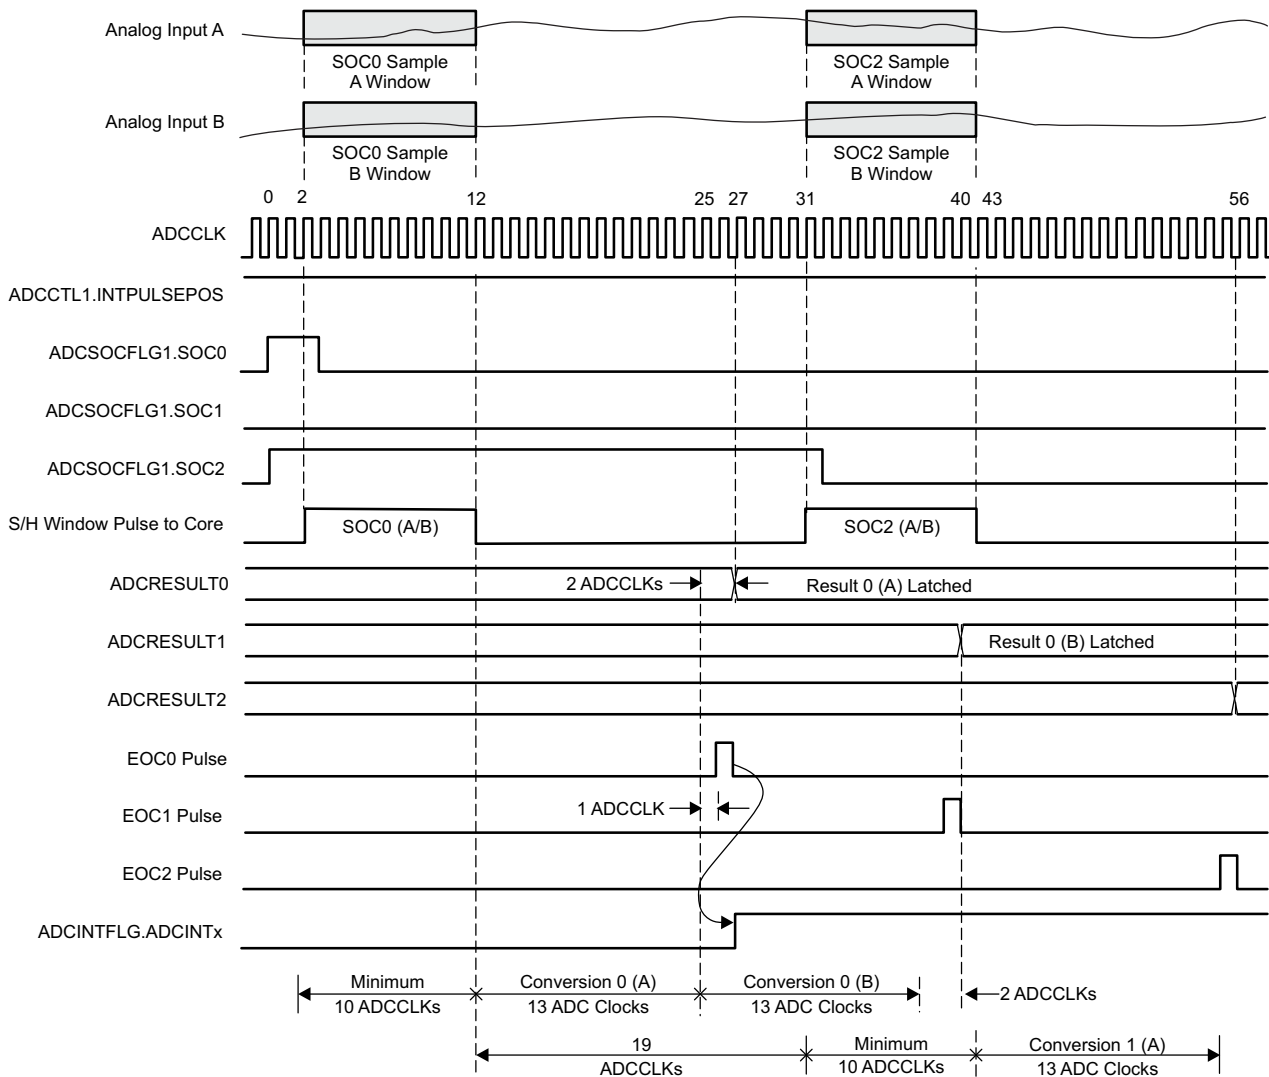 Analog Input A
SOC0 Sample
A Window
SOC2 Sample
A Window
Analog Input B
SOC0 Sample
B Window
SOC2 Sample
B Window
0 2 12 25 27 31 40 43 56
ADCCLK
ADCCTL1.INTPULSEPOS
ADCSOCFLG1.SOC0
ADCSOCFLG1.SOC1
ADCSOCFLG1.SOC2
S/H Window Pulse to Core
SOC0 (A/B)
SOC2 (A/B)
ADCRESULT0
2 ADCCLKs
Result 0 (A) Latched
ADCRESULT1
Result 0 (B) Latched
ADCRESULT2
EOC0 Pulse
1 ADCCLK
EOC1 Pulse
EOC2 Pulse
ADCINTFLG.ADCINTx
Minimum
10 ADCCLKs
Conversion 0 (A)
13 ADC Clocks
Conversion 0 (B)
13 ADC Clocks
2 ADCCLKs
19
ADCCLKs
Minimum
10 ADCCLKs
Conversion 1 (A)
13 ADC Clocks